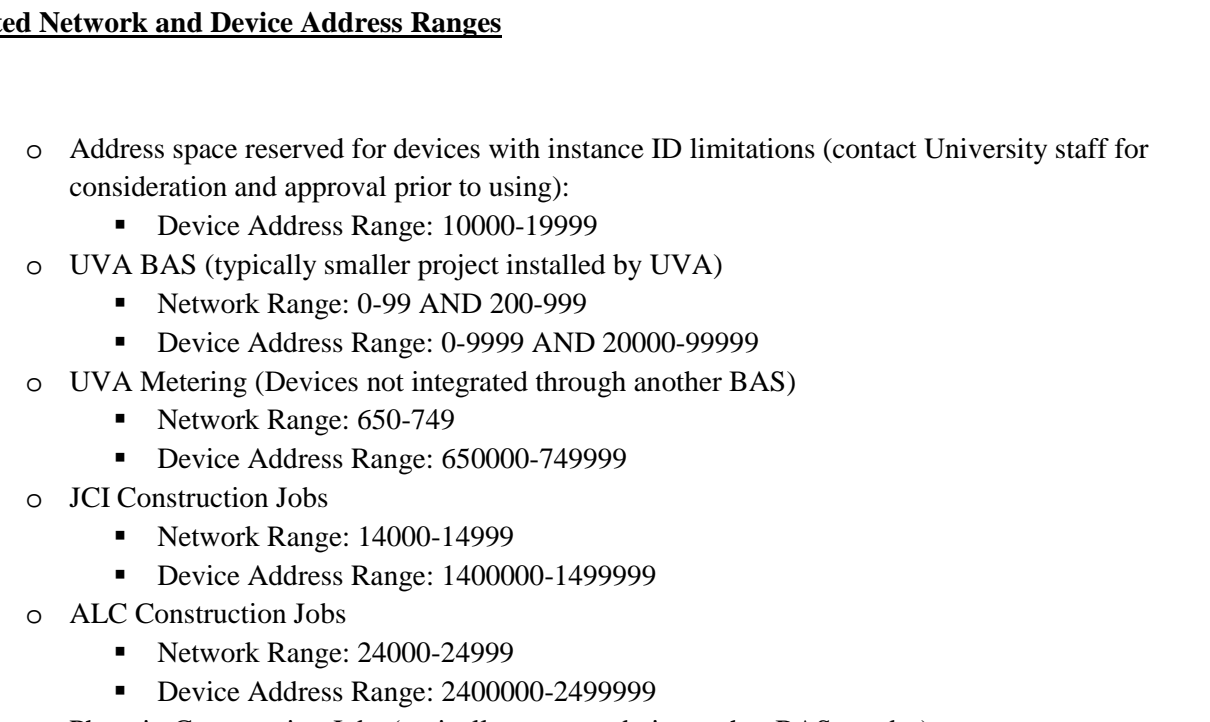 ted Network and Device Address Ranges
o Address space reserved for devices with instance ID limitations (contact University staff for
consideration and approval prior to using):
▪ Device Address Range: 10000-19999
o UVA BAS (typically smaller project installed by UVA)
▪ Network Range: 0-99 AND 200-999
▪ Device Address Range: 0-9999 AND 20000-99999
o UVA Metering (Devices not integrated through another BAS)
▪ Network Range: 650-749
▪ Device Address Range: 650000-749999
o JCI Construction Jobs
▪ Network Range: 14000-14999
▪ Device Address Range: 1400000-1499999
o ALC Construction Jobs
▪ Network Range: 24000-24999
▪ Device Address Range: 2400000-2499999